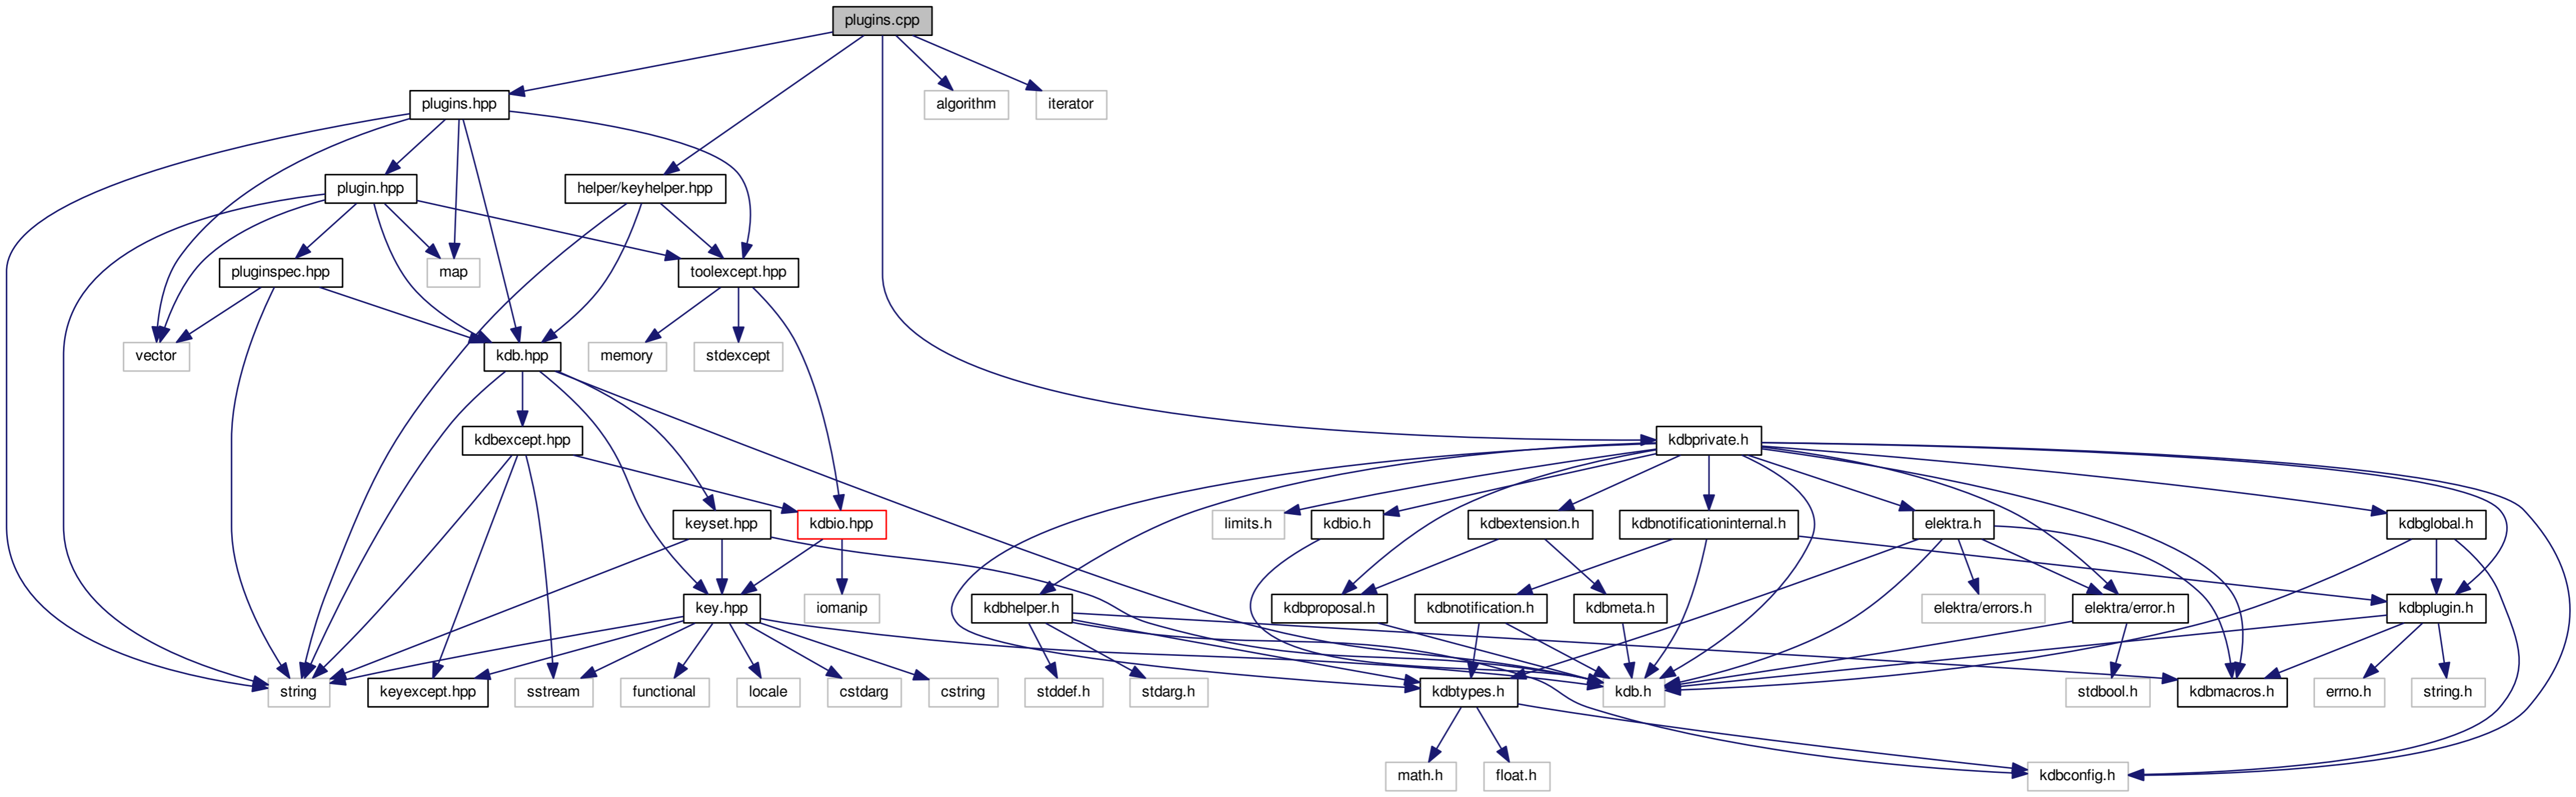 plugins.cpp
plugins.hpp
algorithm
iterator
plugin.hpp
helper/keyhelper.hpp
pluginspec.hpp
map
toolexcept.hpp
vector
kdb.hpp
memory
stdexcept
kdbexcept.hpp
kdbprivate.h
keyset.hpp
kdbio.hpp
limits.h
kdbio.h
kdbextension.h
kdbnotificationinternal.h
elektra.h
kdbglobal.h
key.hpp
iomanip
kdbhelper.h
kdbproposal.h
kdbnotification.h
kdbmeta.h
elektra/errors.h
elektra/error.h
kdbplugin.h
string
keyexcept.hpp
sstream
functional
locale
cstdarg
cstring
stddef.h
stdarg.h
kdbtypes.h
kdb.h
stdbool.h
kdbmacros.h
errno.h
string.h
math.h
float.h
kdbconfig.h